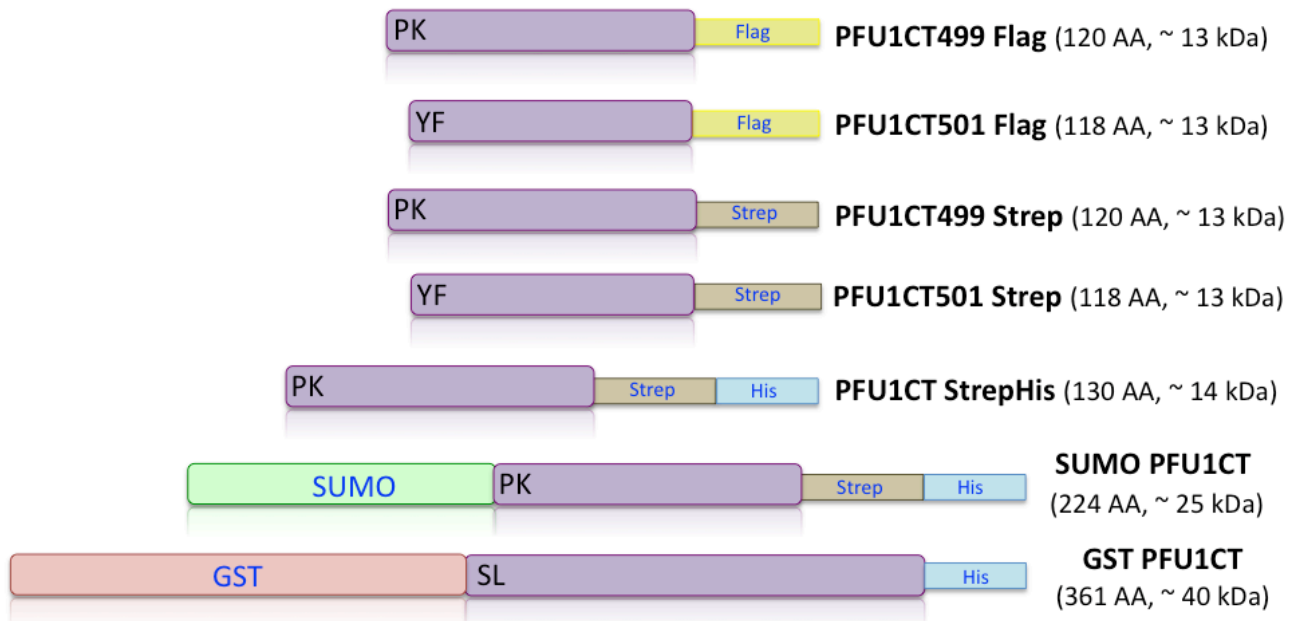 PK Flag PFU1CT499 Flag (120 AA, ~ 13 kDa)
YF Flag PFU1CT501 Flag (118 AA, ~ 13 kDa)
PK Strep PFU1CT499 Strep (120 AA, ~ 13 kDa)
YF Strep PFU1CT501 Strep (118 AA, ~ 13 kDa)
PK Strep His PFU1CT StrepHis (130 AA, ~ 14 kDa)
SUMO PK Strep His SUMO PFU1CT
(224 AA, ~ 25 kDa)
GST SL His GST PFU1CT
(361 AA, ~ 40 kDa)